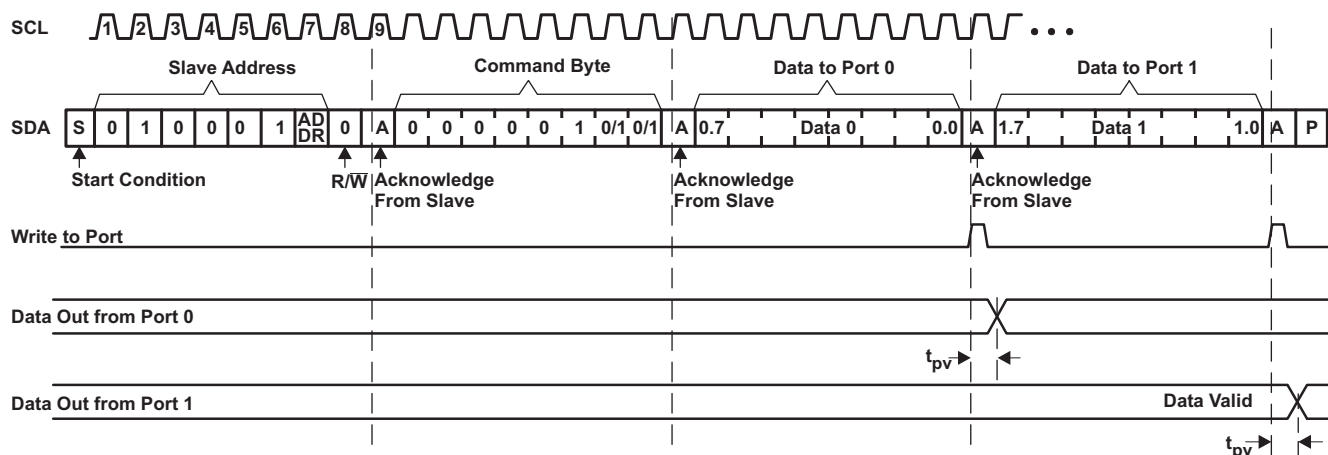 SCL 1 2 3 4 5 6 7 8 9
Slave Address Command Byte Data to Port 0 Data to Port 1
SDA S 0 1 0 0 0 1 AD DR 0 A 0 0 0 0 0 1 0/1 0/1 A 0.7 Data 0 0.0 A 1.7 Data 1 1.0 A P
Start Condition R/W̅ Acknowledge From Slave Acknowledge From Slave Acknowledge From Slave
Write to Port
Data Out from Port 0
tpv
Data Out from Port 1 Data Valid
tpv